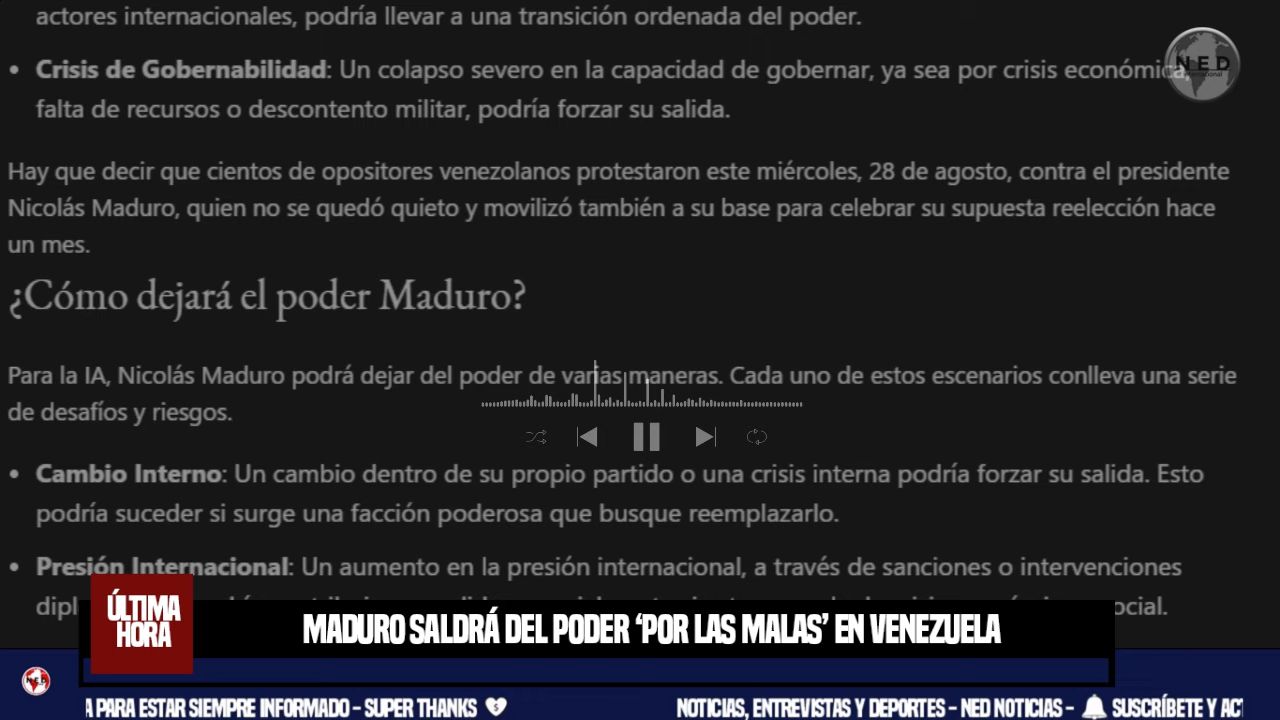 actores internacionales, podría llevar a una transición ordenada del poder.
• Crisis de Gobernabilidad: Un colapso severo en la capacidad de gobernar, ya sea por crisis económica,
falta de recursos o descontento militar, podría forzar su salida.
NED
International
Hay que decir que cientos de opositores venezolanos protestaron este miércoles, 28 de agosto, contra el presidente
Nicolás Maduro, quien no se quedó quieto y movilizó también a su base para celebrar su supuesta reelección hace
un mes.
¿Cómo dejará el poder Maduro?
Para la IA, Nicolás Maduro podrá dejar del poder de varias maneras. Cada uno de estos escenarios conlleva una serie
de desafíos y riesgos.
• Cambio Interno: Un cambio dentro de su propio partido o una crisis interna podría forzar su salida. Esto
podría suceder si surge una facción poderosa que busque reemplazarlo.
• Presión Internacional: Un aumento en la presión internacional, a través de sanciones o intervenciones
ÚLTIMA
HORA
MADURO SALDRÁ DEL PODER ‘POR LAS MALAS’ EN VENEZUELA
A PARA ESTAR SIEMPRE INFORMADO – SUPER THANKS NOTICIAS, ENTREVISTAS Y DEPORTES – NED NOTICIAS – SUSCRÍBETE Y ACT